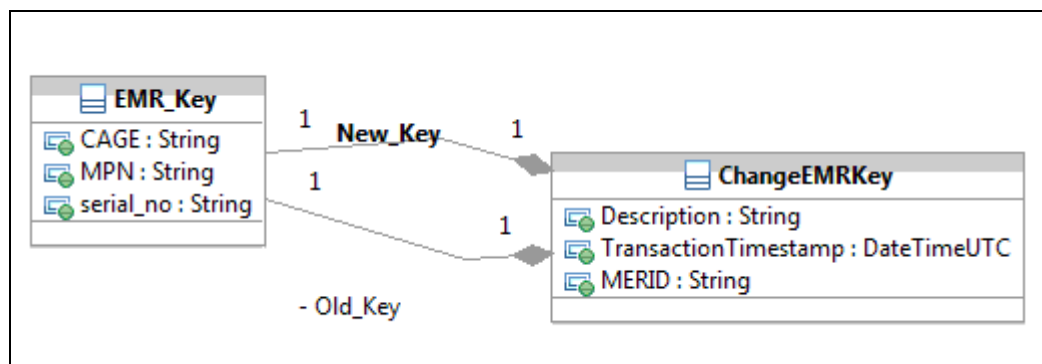 EMR_Key
CAGE : String
MPN : String
serial_no : String
1
New_Key
1
1
1
- Old_Key
ChangeEMRKey
Description : String
TransactionTimestamp : DateTimeUTC
MERID : String